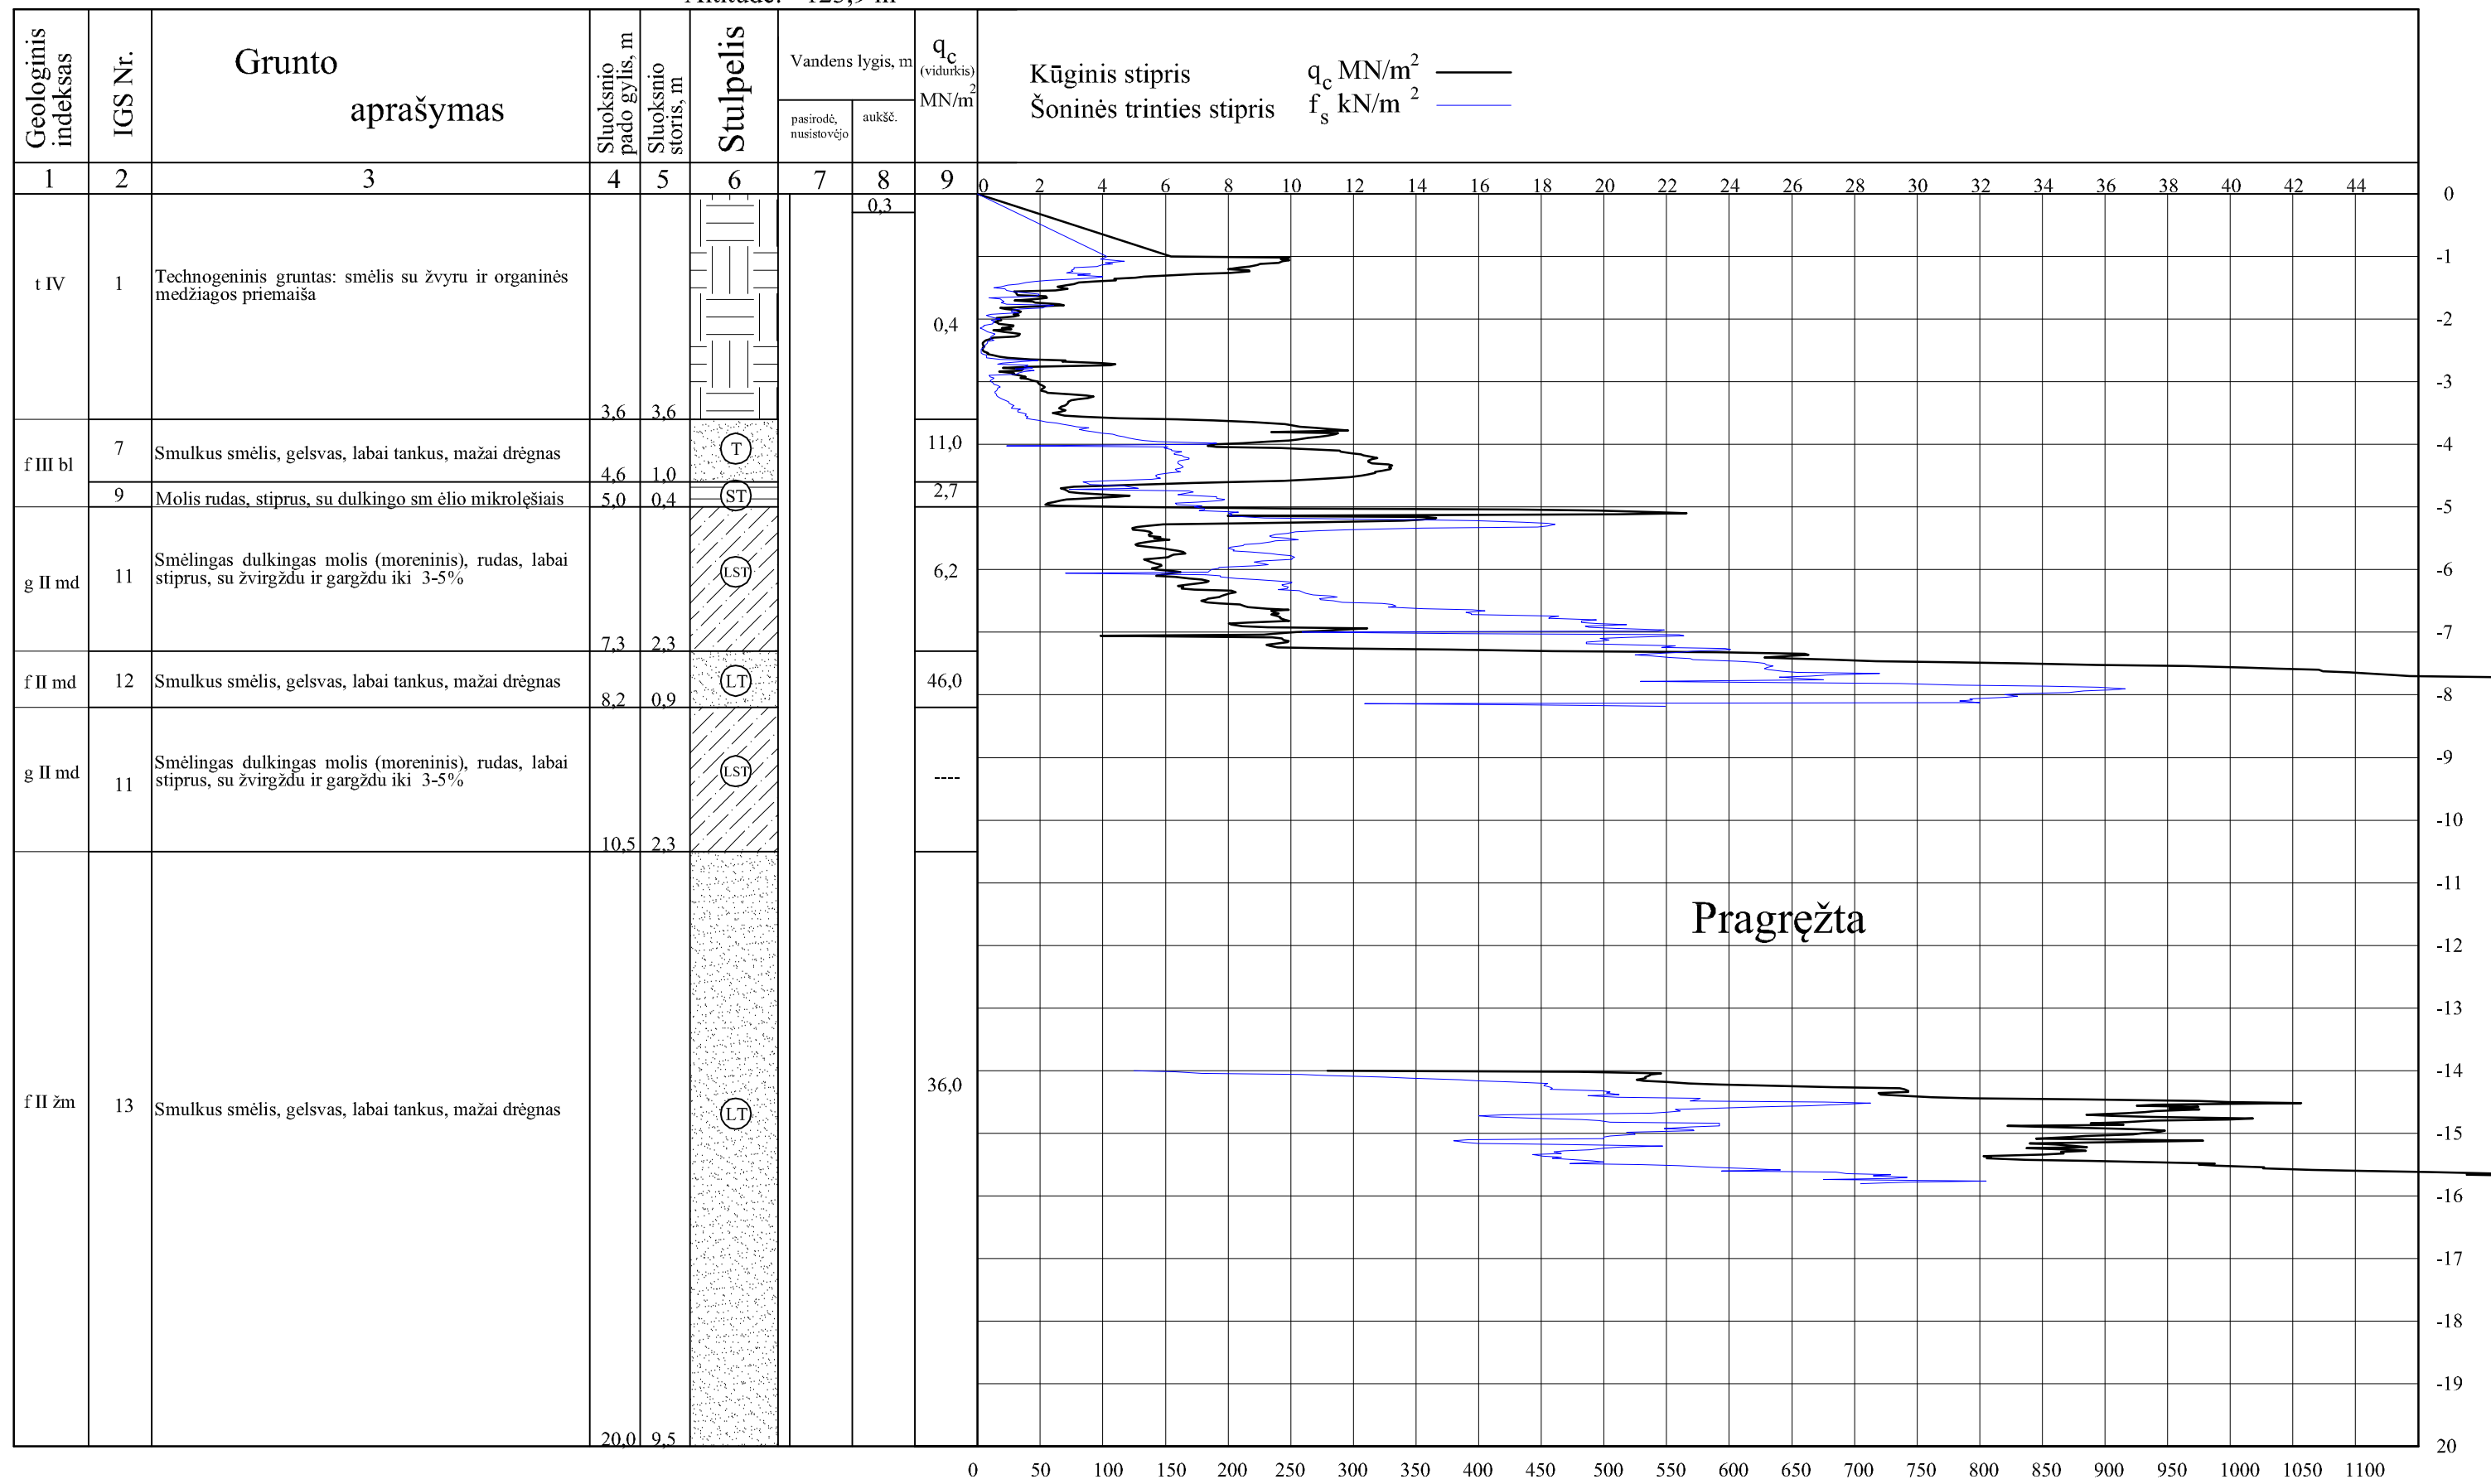 Altitudė: 123,9 m
Geologinis indeksas
IGS Nr.
Grunto
aprašymas
Sluoksnio pado gylis, m
Sluoksnio storis, m
Stulpelis
Vandens lygis, m
pasirodė,
nusistovėjo
aukšč.
qc
(vidurkis)
MN/m2
Kūginis stipris qc MN/m2
Šoninės trinties stipris fs kN/m 2
1 2 3 4 5 6 7 8 9
0 2 4 6 8 10 12 14 16 18 20 22 24 26 28 30 32 34 36 38 40 42 44
0
0,3
-1
t IV 1 Technogeninis gruntas: smėlis su žvyru ir organinės
medžiagos priemaiša
0,4
-2
-3
3,6 3,6
f III bl
7 Smulkus smėlis, gelsvas, labai tankus, mažai drėgnas
T
11,0
-4
4,6 1,0
9 Molis rudas, stiprus, su dulkingo sm ėlio mikrolęšiais
5,0 0,4
ST
2,7
-5
g II md 11 Smėlingas dulkingas molis (moreninis), rudas, labai
stiprus, su žvirgždu ir gargždu iki 3-5%
LST
6,2
-6
-7
7,3 2,3
f II md 12 Smulkus smėlis, gelsvas, labai tankus, mažai drėgnas
LT
46,0
8,2 0,9
-8
g II md 11 Smėlingas dulkingas molis (moreninis), rudas, labai
stiprus, su žvirgždu ir gargždu iki 3-5%
LST
----
-9
-10
10,5 2,3
-11
Pragręžta
-12
-13
-14
f II žm 13 Smulkus smėlis, gelsvas, labai tankus, mažai drėgnas
LT
36,0
-15
-16
-17
-18
-19
20,0 9,5
20
0 50 100 150 200 250 300 350 400 450 500 550 600 650 700 750 800 850 900 950 1000 1050 1100